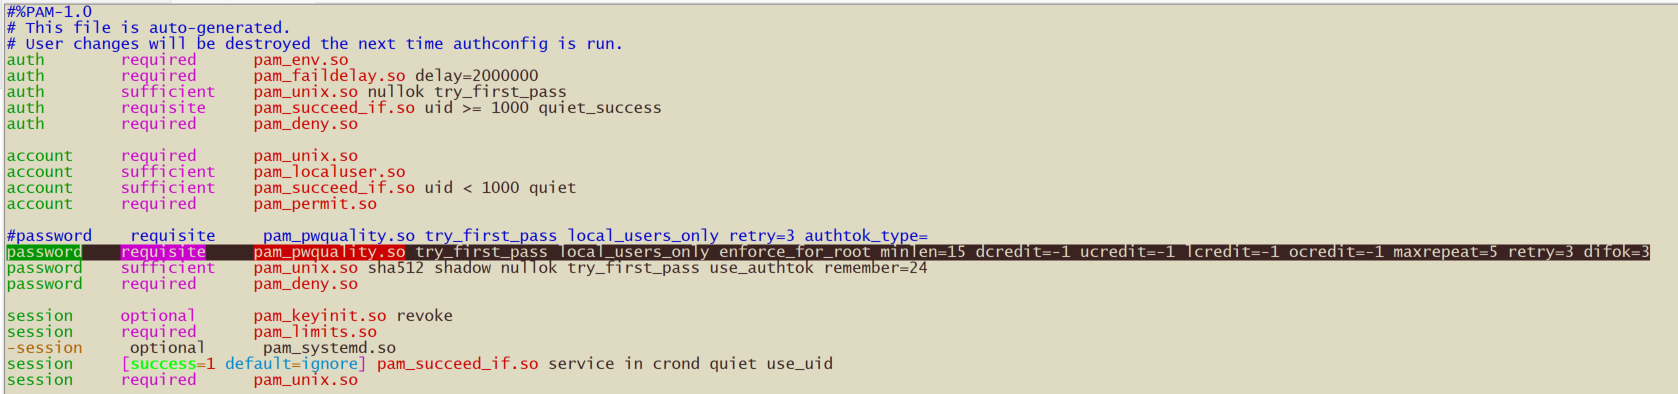 #%PAM-1.0
# This file is auto-generated.
# User changes will be destroyed the next time authconfig is run.
auth        required      pam_env.so
auth        required      pam_faildelay.so delay=2000000
auth        sufficient    pam_unix.so nullok try_first_pass
auth        requisite     pam_succeed_if.so uid >= 1000 quiet_success
auth        required      pam_deny.so
account     required      pam_unix.so
account     sufficient    pam_localuser.so
account     sufficient    pam_succeed_if.so uid < 1000 quiet
account     required      pam_permit.so
#password    requisite     pam_pwquality.so try_first_pass local_users_only retry=3 authtok_type=
password    requisite     pam_pwquality.so try_first_pass local_users_only enforce_for_root minlen=15 dcredit=-1 ucredit=-1 lcredit=-1 ocredit=-1 maxrepeat=5 retry=3 difok=3
password    sufficient    pam_unix.so sha512 shadow nullok try_first_pass use_authtok remember=24
password    required      pam_deny.so
session     optional      pam_keyinit.so revoke
session     required      pam_limits.so
-session     optional      pam_systemd.so
session     [success=1 default=ignore] pam_succeed_if.so service in crond quiet use_uid
session     required      pam_unix.so